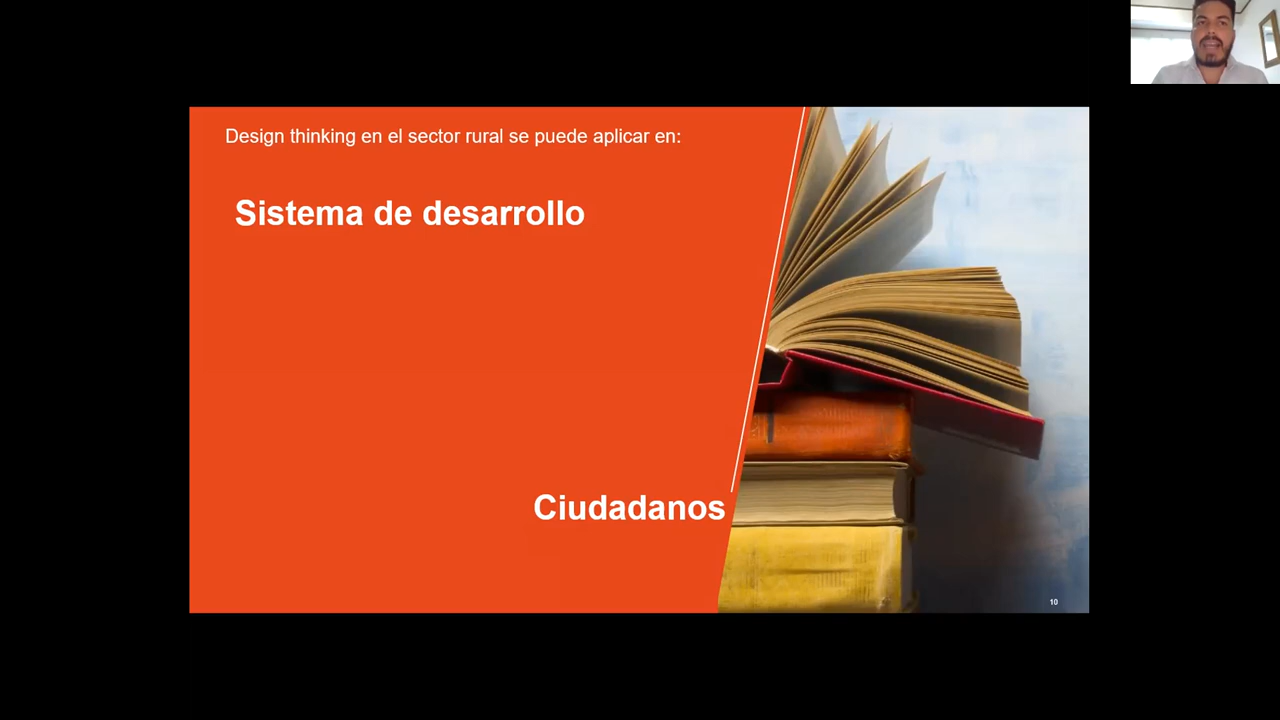 Design thinking en el sector rural se puede aplicar en:
Sistema de desarrollo
Ciudadanos
10